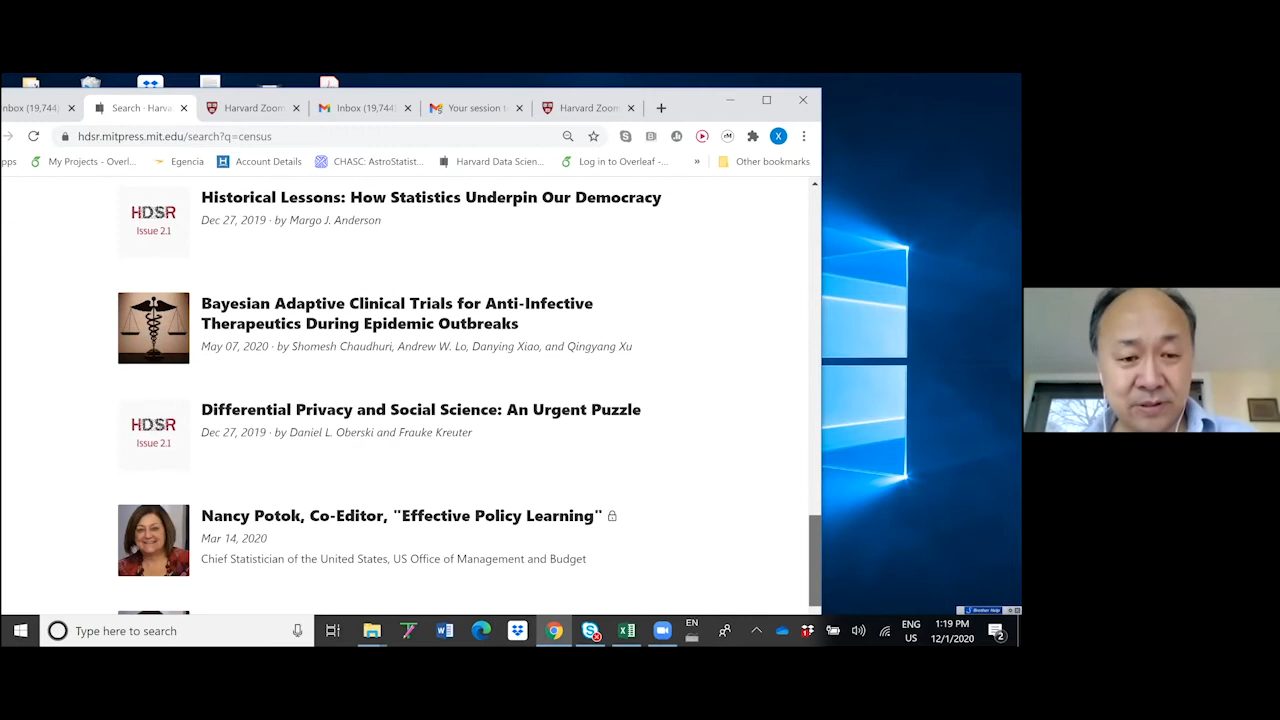 nbox (19,744)
Search · Harva
Harvard Zoom
Inbox (19,744)
Your session t
Harvard Zoom
hdsr.mitpress.mit.edu/search?q=census
X
pps
My Projects - Overl...
Egencia
Account Details
CHASC: AstroStatist...
Harvard Data Scien...
Log in to Overleaf -...
»
Other bookmarks
HDSR
Issue 2.1
Historical Lessons: How Statistics Underpin Our Democracy
Dec 27, 2019 · by Margo J. Anderson
Bayesian Adaptive Clinical Trials for Anti-Infective
Therapeutics During Epidemic Outbreaks
May 07, 2020 · by Shomesh Chaudhuri, Andrew W. Lo, Danying Xiao, and Qingyang Xu
HDSR
Issue 2.1
Differential Privacy and Social Science: An Urgent Puzzle
Dec 27, 2019 · by Daniel L. Oberski and Frauke Kreuter
Nancy Potok, Co-Editor, "Effective Policy Learning"
Mar 14, 2020
Chief Statistician of the United States, US Office of Management and Budget
Brother Help
Type here to search
EN
ENG
US
1:19 PM
12/1/2020
2